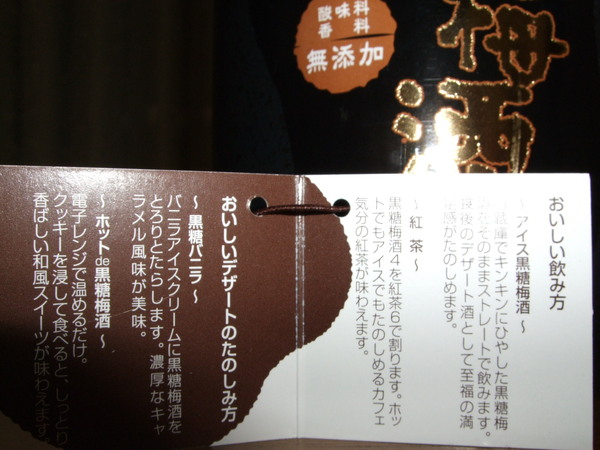 酸味料
香料
無添加
梅酒
おいしい飲み方
～アイス黒糖梅酒～
蔵庫でキンキンにひやした黒糖梅
をそのままストレートで飲みます。
後のデザート酒として至福の満
感がたのしめます。
～紅茶～
黒糖梅酒4を紅茶6で割ります。ホッ
トでもアイスでもたのしめるカフェ
気分の紅茶が味わえます。
おいしいデザートのたのしみ方
～黒糖バニラ～
バニラアイスクリームに黒糖梅酒を
とろりとたらします。濃厚なキャ
ラメル風味が美味。
～ホットde黒糖梅酒～
電子レンジで温めるだけ。
クッキーを浸して食べると、しっとり
香ばしい和風スイーツが味わえます。